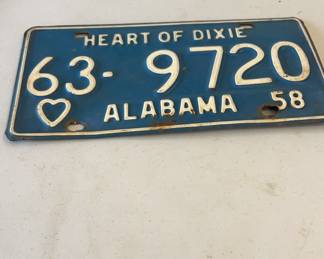 HEART OF DIXIE
63-9720
ALABAMA 58